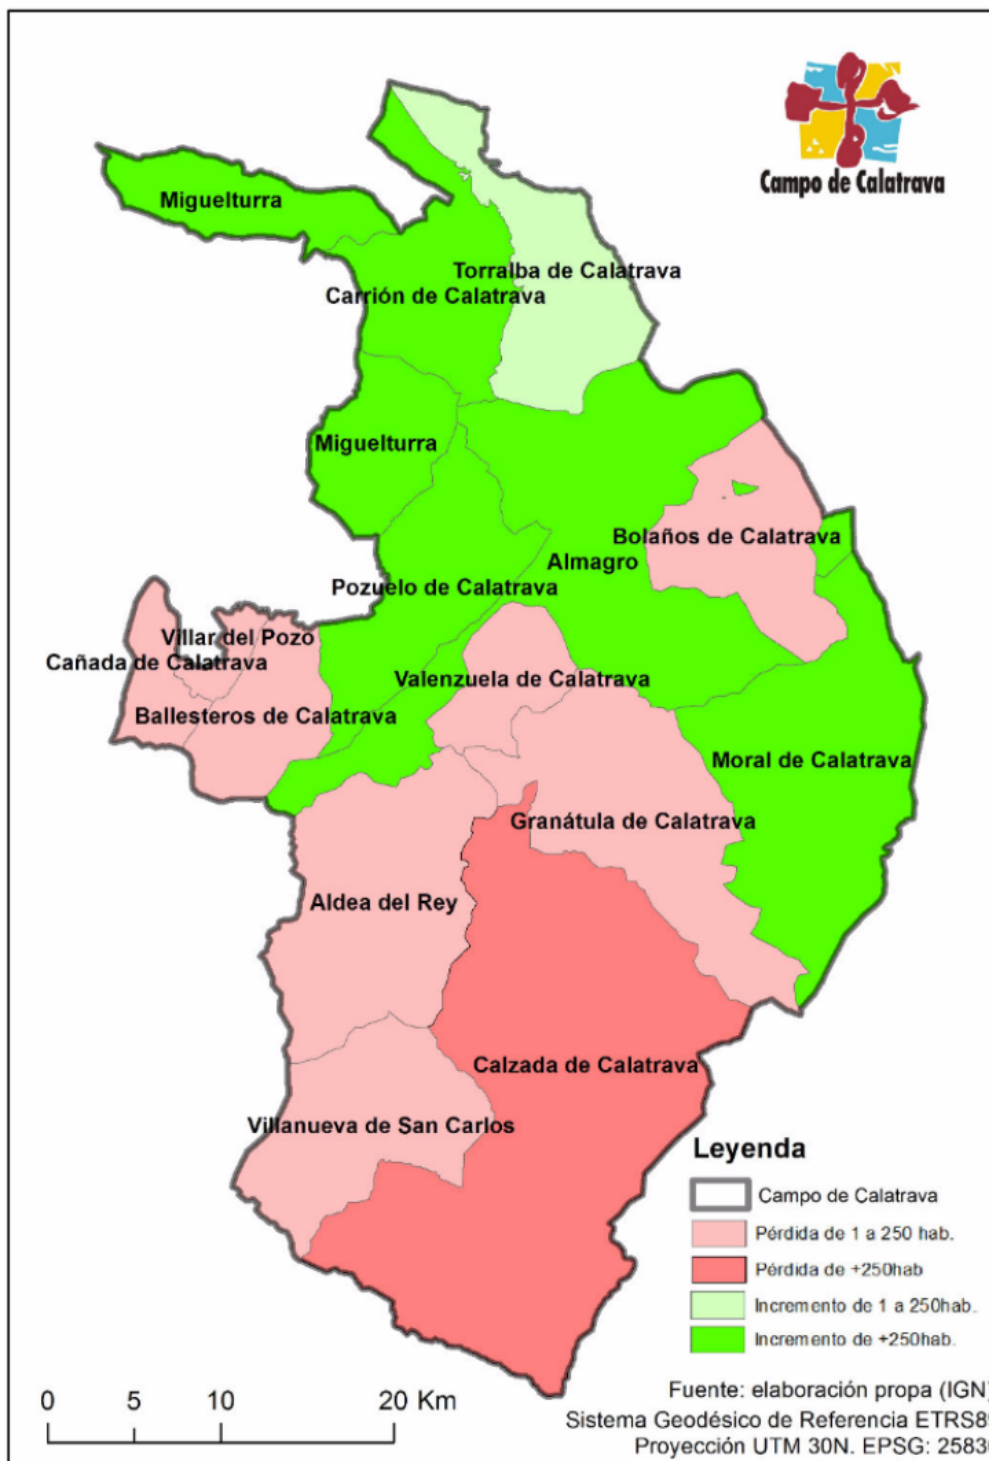 Campo de Calatrava
Miguelturra
Torralba de Calatrava
Carrión de Calatrava
Miguelturra
Bolaños de Calatrava
Almagro
Pozuelo de Calatrava
Villar del Pozo
Cañada de Calatrava
Valenzuela de Calatrava
Ballesteros de Calatrava
Moral de Calatrava
Granátula de Calatrava
Aldea del Rey
Calzada de Calatrava
Villanueva de San Carlos
Leyenda
Campo de Calatrava
Pérdida de 1 a 250 hab.
Pérdida de +250hab
Incremento de 1 a 250hab.
Incremento de +250hab.
0 5 10 20 Km
Fuente: elaboración propa (IGN)
Sistema Geodésico de Referencia ETRS89
Proyección UTM 30N. EPSG: 25830